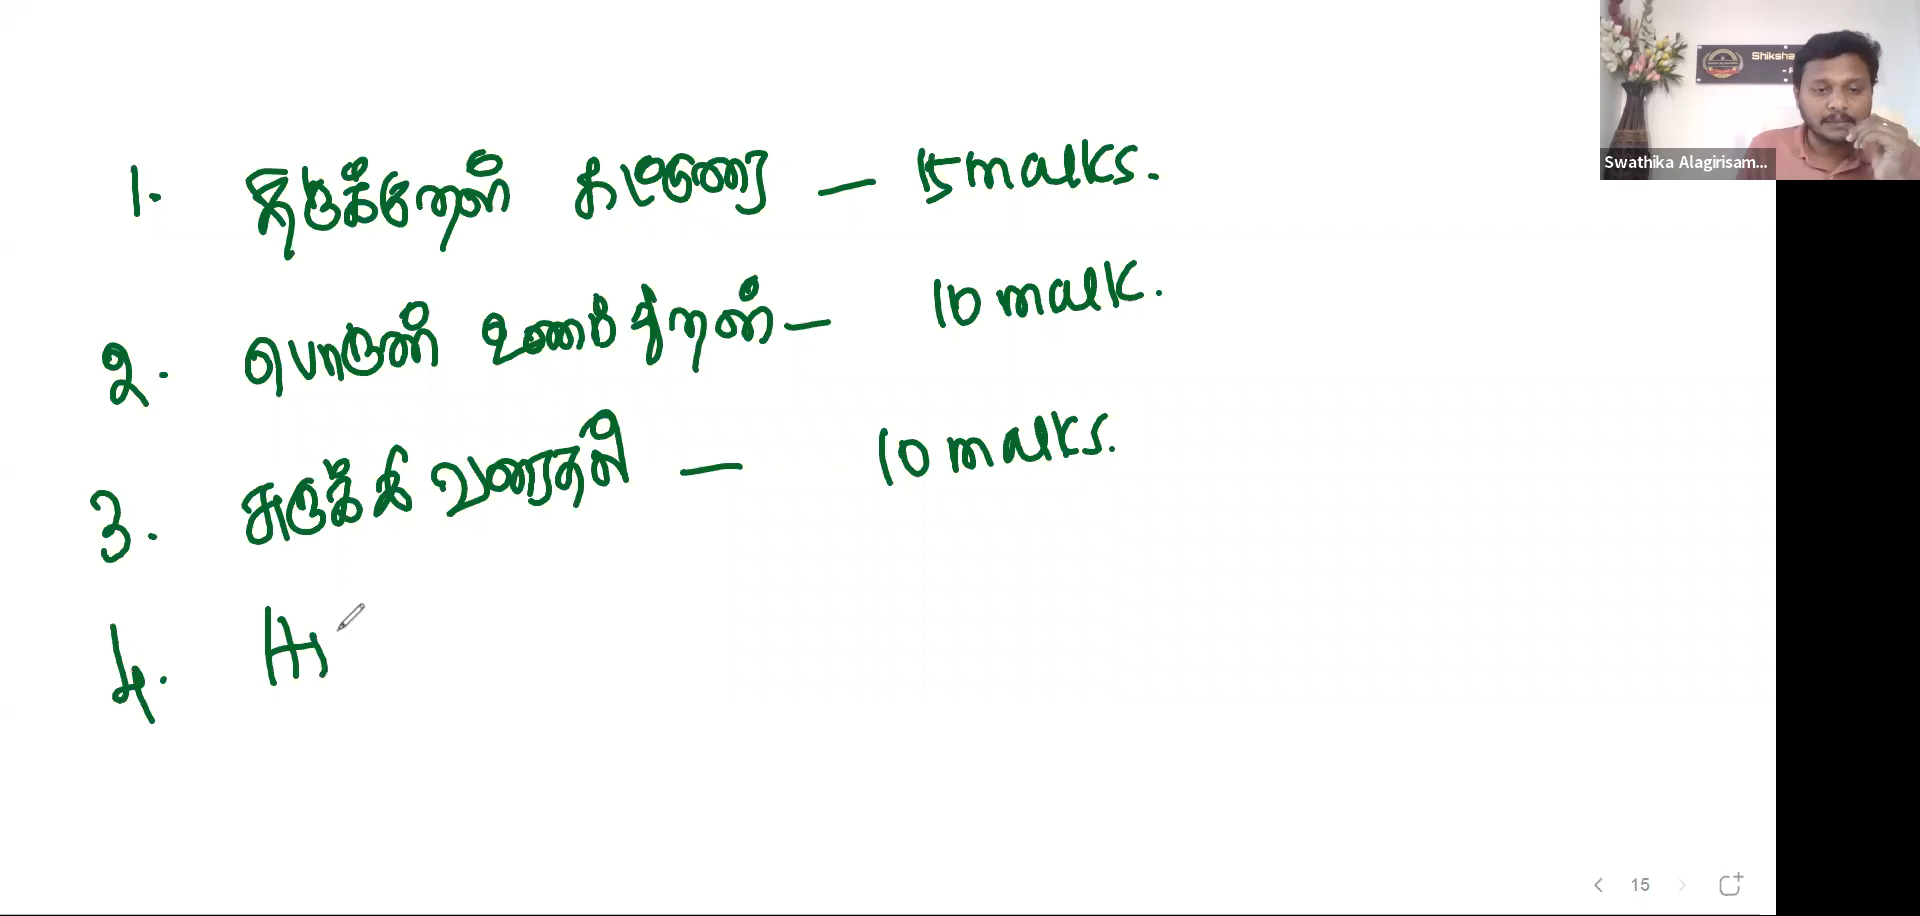 1. திருக்குறள் கட்டுரை — 15 marks.
2. பொருள் உணர்திறன் — 10 mark.
3. சுருக்கி வரைதல் — 10 marks.
4.
Shiksha
Swathika Alagirisam...
15